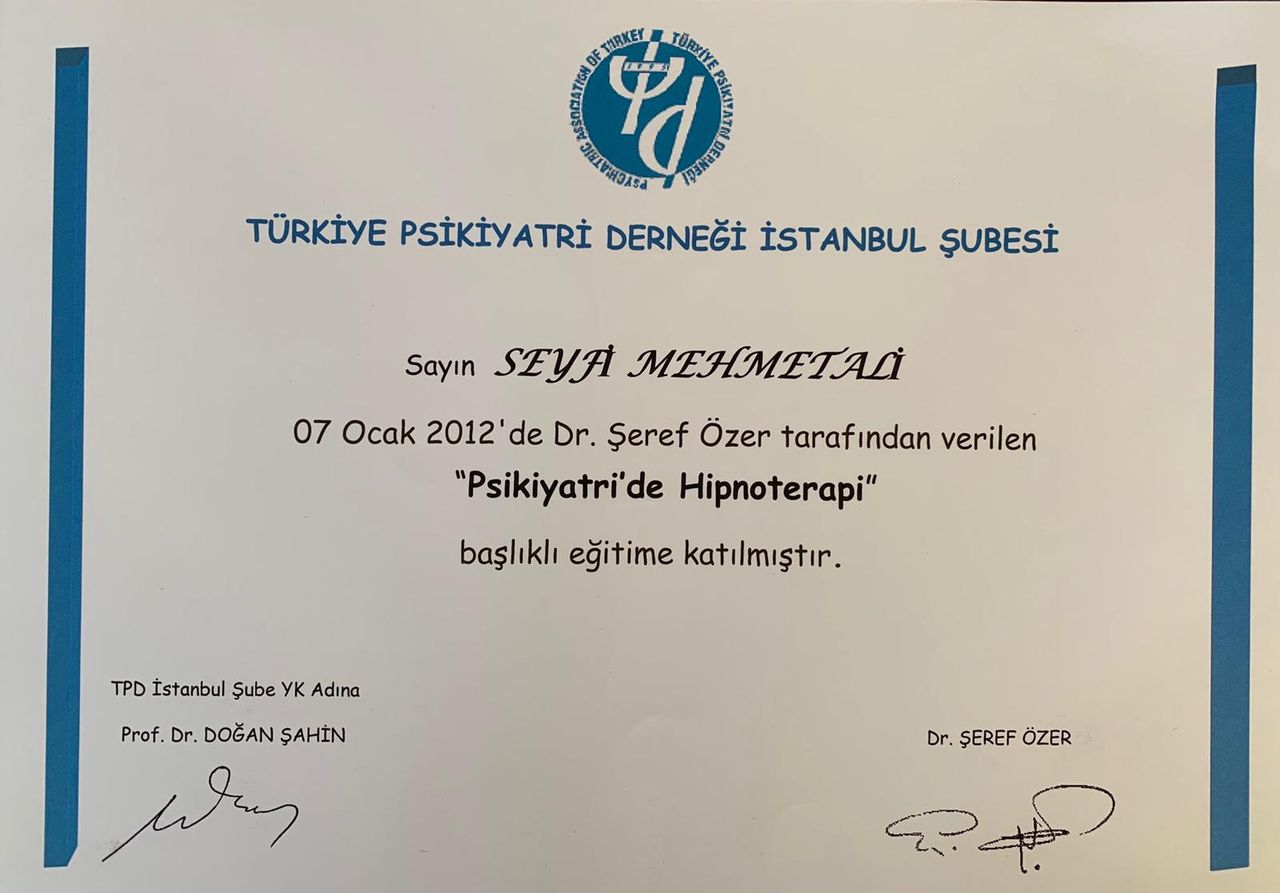 PSYCHIATRIC ASSOCIATION OF TURKEY TÜRKİYE PSİKİYATRİ DERNEĞİ
1995
TÜRKİYE PSİKİYATRİ DERNEĞİ İSTANBUL ŞUBESİ
Sayın SEYFİ MEHMETALİ
07 Ocak 2012'de Dr. Şeref Özer tarafından verilen
“Psikiyatri’de Hipnoterapi”
başlıklı eğitime katılmıştır.
TPD İstanbul Şube YK Adına
Prof. Dr. DOĞAN ŞAHİN
Dr. ŞEREF ÖZER